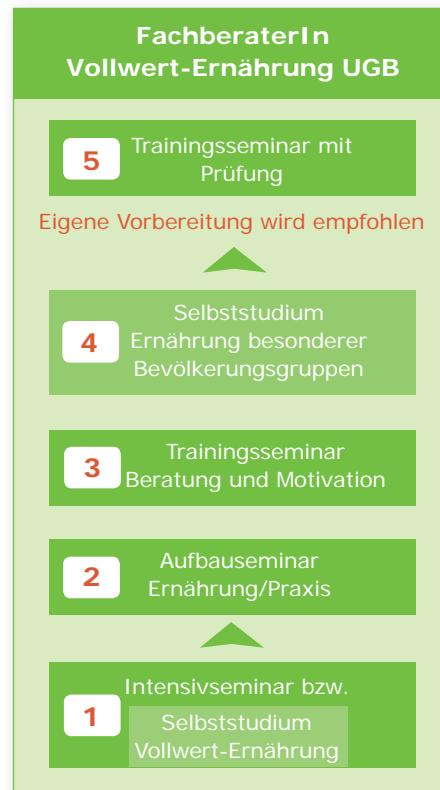 FachberaterIn
Vollwert-Ernährung UGB
5
Trainingsseminar mit
Prüfung
Eigene Vorbereitung wird empfohlen
4
Selbststudium
Ernährung besonderer
Bevölkerungsgruppen
3
Trainingsseminar
Beratung und Motivation
2
Aufbauseminar
Ernährung/Praxis
1
Intensivseminar bzw.
Selbststudium
Vollwert-Ernährung